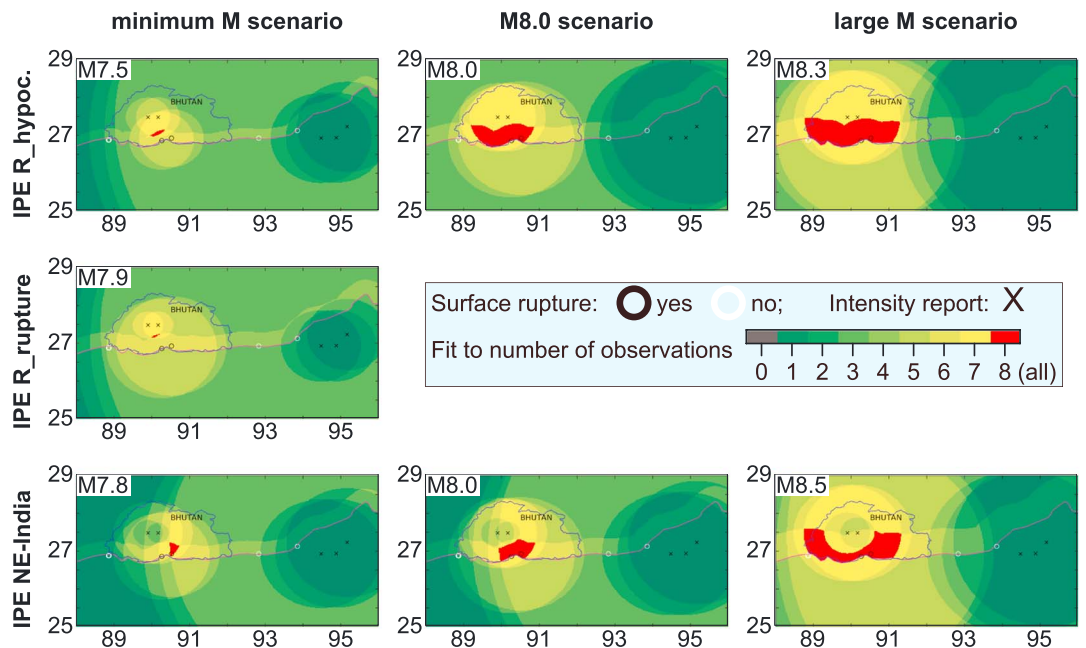 minimum M scenario M8.0 scenario large M scenario
IPE R_hypoc.
29 M7.5 BHUTAN 27 25 89 91 93 95
29 M8.0 BHUTAN 27 25 89 91 93 95
29 M8.3 BHUTAN 27 25 89 91 93 95
IPE R_rupture
29 M7.9 BHUTAN 27 25 89 91 93 95
Surface rupture: yes no; Intensity report: X
Fit to number of observations
0 1 2 3 4 5 6 7 8 (all)
IPE NE-India
29 M7.8 BHUTAN 27 25 89 91 93 95
29 M8.0 BHUTAN 27 25 89 91 93 95
29 M8.5 BHUTAN 27 25 89 91 93 95